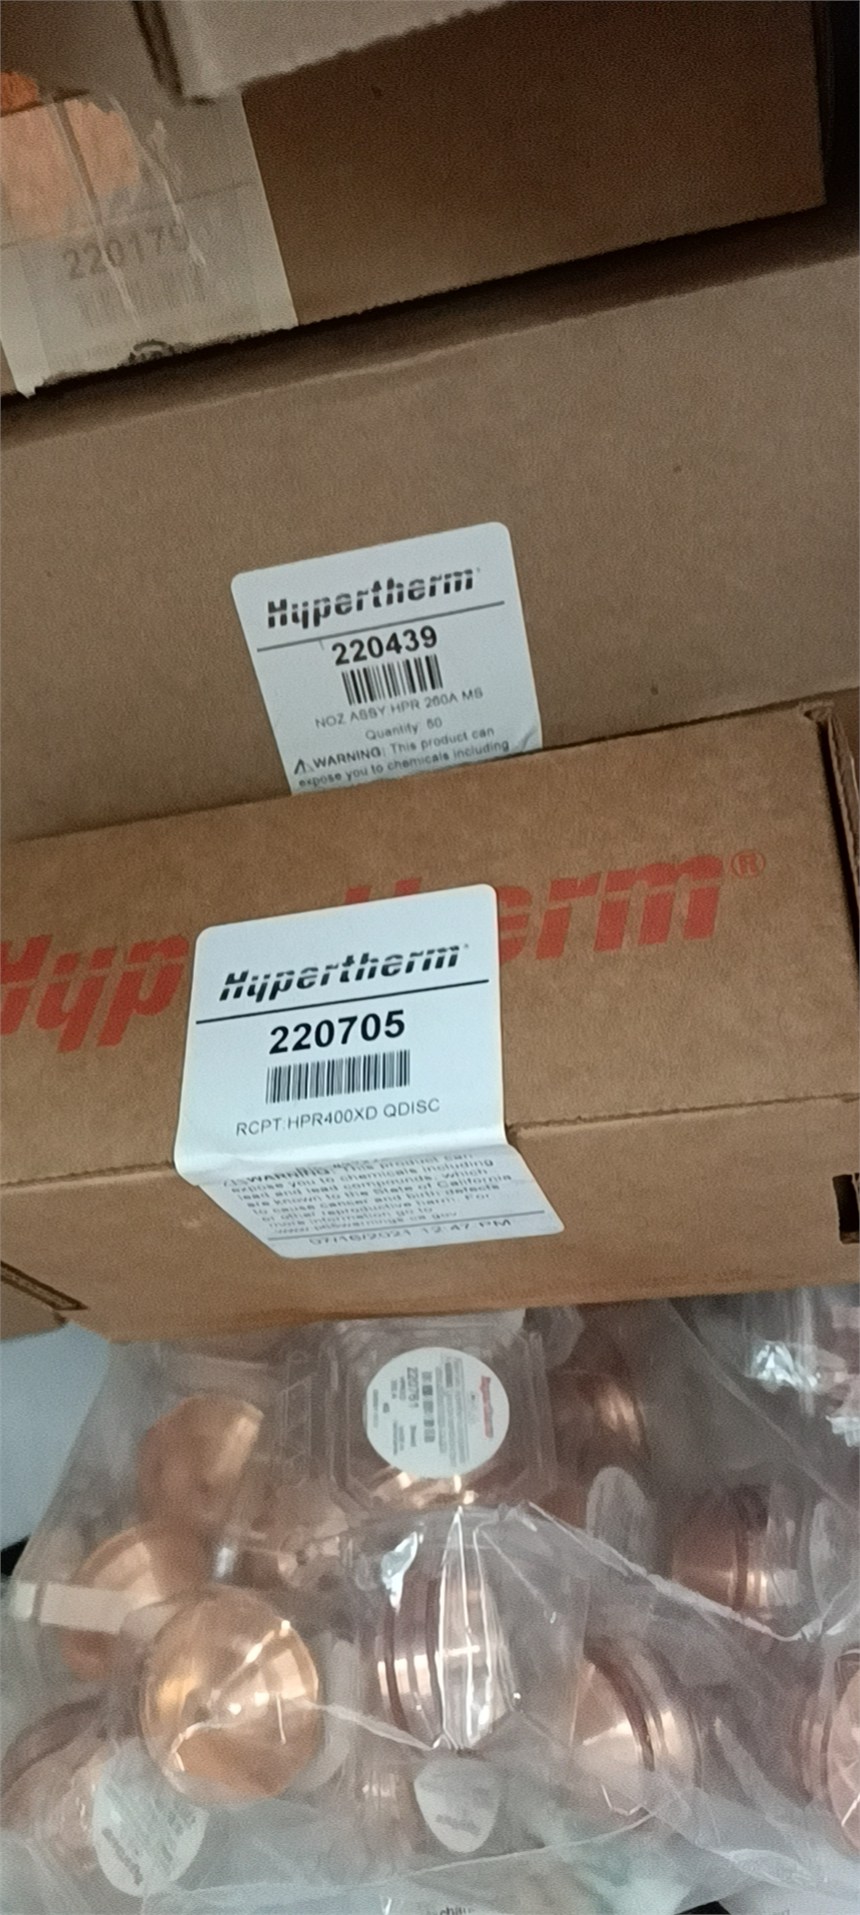 Hypertherm
220439
NOZ ASSY:HPR 260A MS
Quantity: 50
⚠WARNING: This product can
expose you to chemicals including
Hypertherm®
Hypertherm
220705
RCPT:HPR400XD QDISC
⚠WARNING: This product can
expose you to chemicals including
lead and lead compounds, which
are known to the State of California
to cause cancer and birth defects
or other reproductive harm. For
more information go to
www.p65warnings.ca.gov
07/16/2021 12:47 PM
Hypertherm
220761